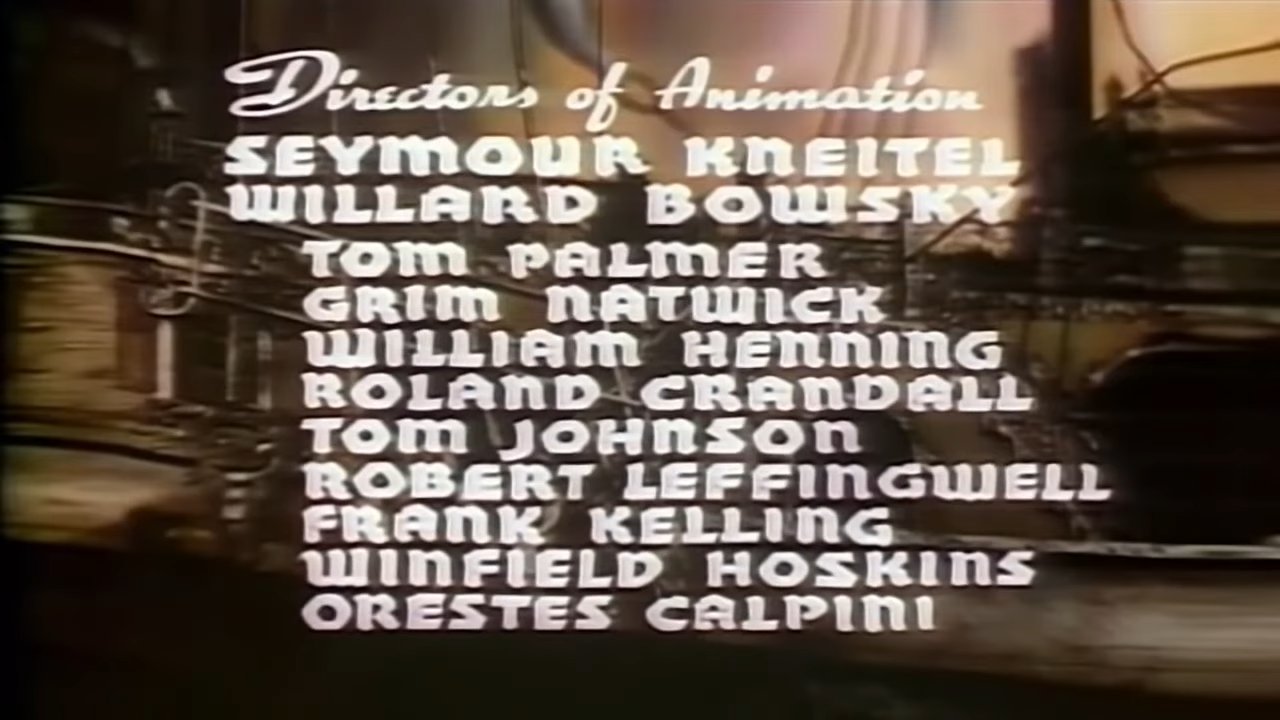 Directors of Animation
SEYMOUR KNEITEL
WILLARD BOWSKY
TOM PALMER
GRIM NATWICK
WILLIAM HENNING
ROLAND CRANDALL
TOM JOHNSON
ROBERT LEFFINGWELL
FRANK KELLING
WINFIELD HOSKINS
ORESTES CALPINI